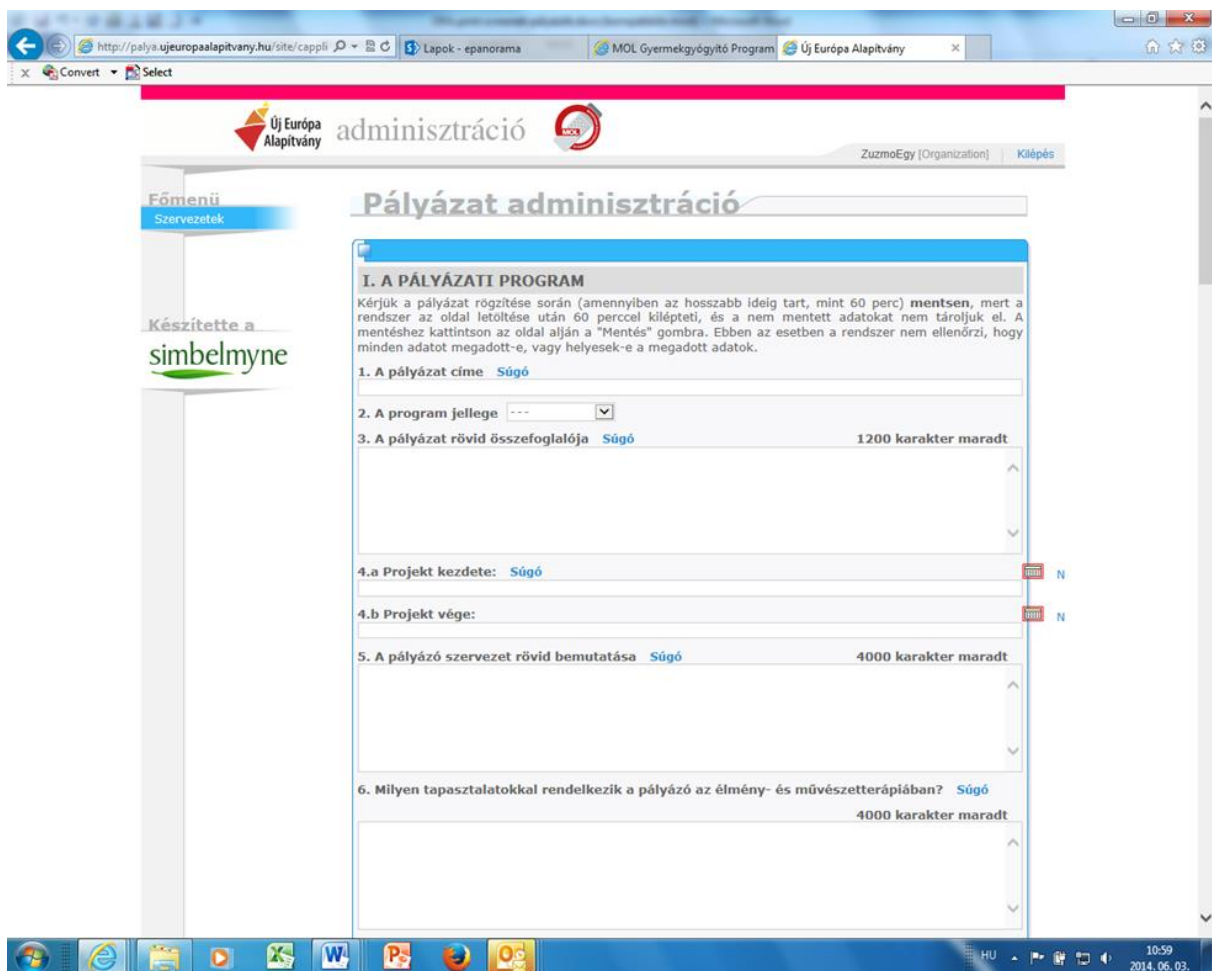 http://palya.ujeuropaalapitvany.hu/site/cappli
Lapok - epanorama
MOL Gyermekgyógyító Program
Új Európa Alapítvány
x Convert Select
Új Európa
Alapítvány
adminisztráció
MOL
ZuzmoEgy [Organization] Kilépés
Főmenü
Szervezetek
Készítette a
simbelmyne
Pályázat adminisztráció
I. A PÁLYÁZATI PROGRAM
Kérjük a pályázat rögzítése során (amennyiben az hosszabb ideig tart, mint 60 perc) mentsen, mert a
rendszer az oldal letöltése után 60 perccel kilépteti, és a nem mentett adatokat nem tároljuk el. A
mentéshez kattintson az oldal alján a "Mentés" gombra. Ebben az esetben a rendszer nem ellenőrzi, hogy
minden adatot megadott-e, vagy helyesek-e a megadott adatok.
1. A pályázat címe Súgó
2. A program jellege ---
3. A pályázat rövid összefoglalója Súgó 1200 karakter maradt
4.a Projekt kezdete: Súgó N
4.b Projekt vége: N
5. A pályázó szervezet rövid bemutatása Súgó 4000 karakter maradt
6. Milyen tapasztalatokkal rendelkezik a pályázó az élmény- és művészetterápiában? Súgó
4000 karakter maradt
HU
10:59
2014.06.03.